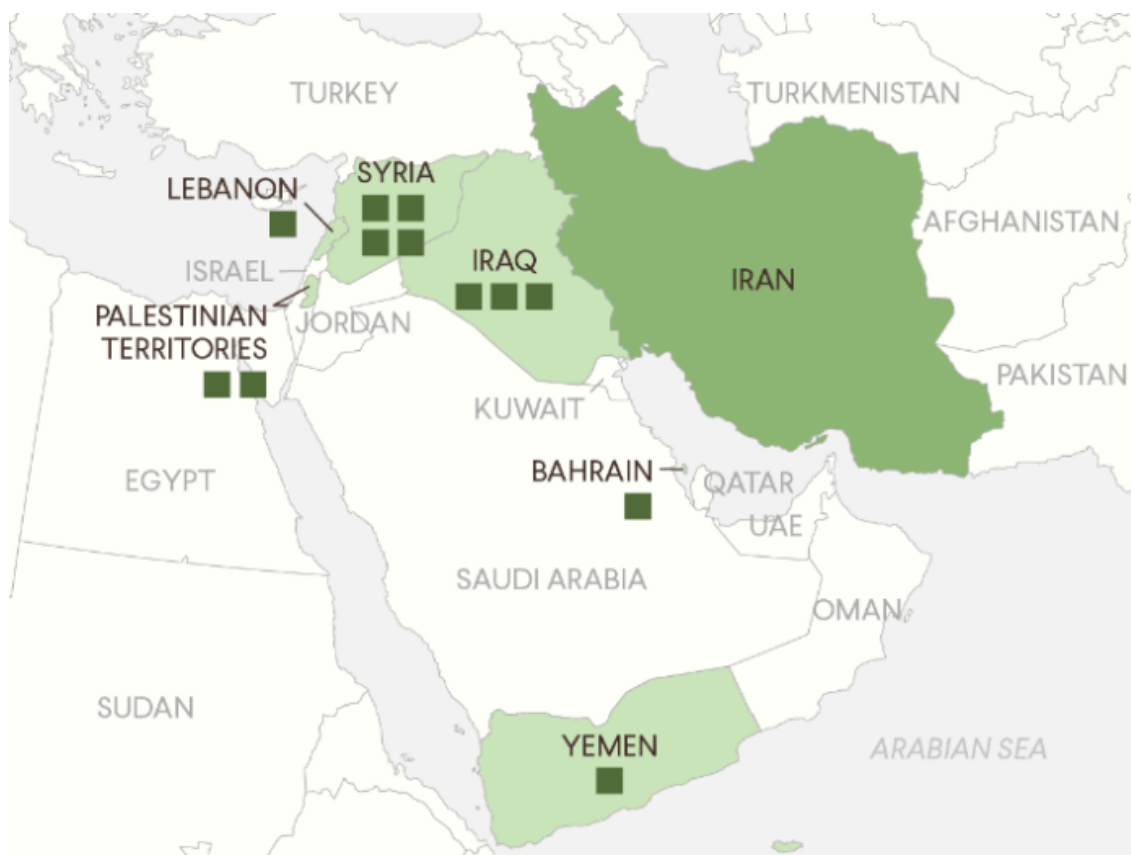 TURKEY
TURKMENISTAN
SYRIA
LEBANON
AFGHANISTAN
ISRAEL
IRAQ
IRAN
PALESTINIAN
TERRITORIES
JORDAN
PAKISTAN
KUWAIT
BAHRAIN
EGYPT
QATAR
UAE
SAUDI ARABIA
OMAN
SUDAN
YEMEN
ARABIAN SEA